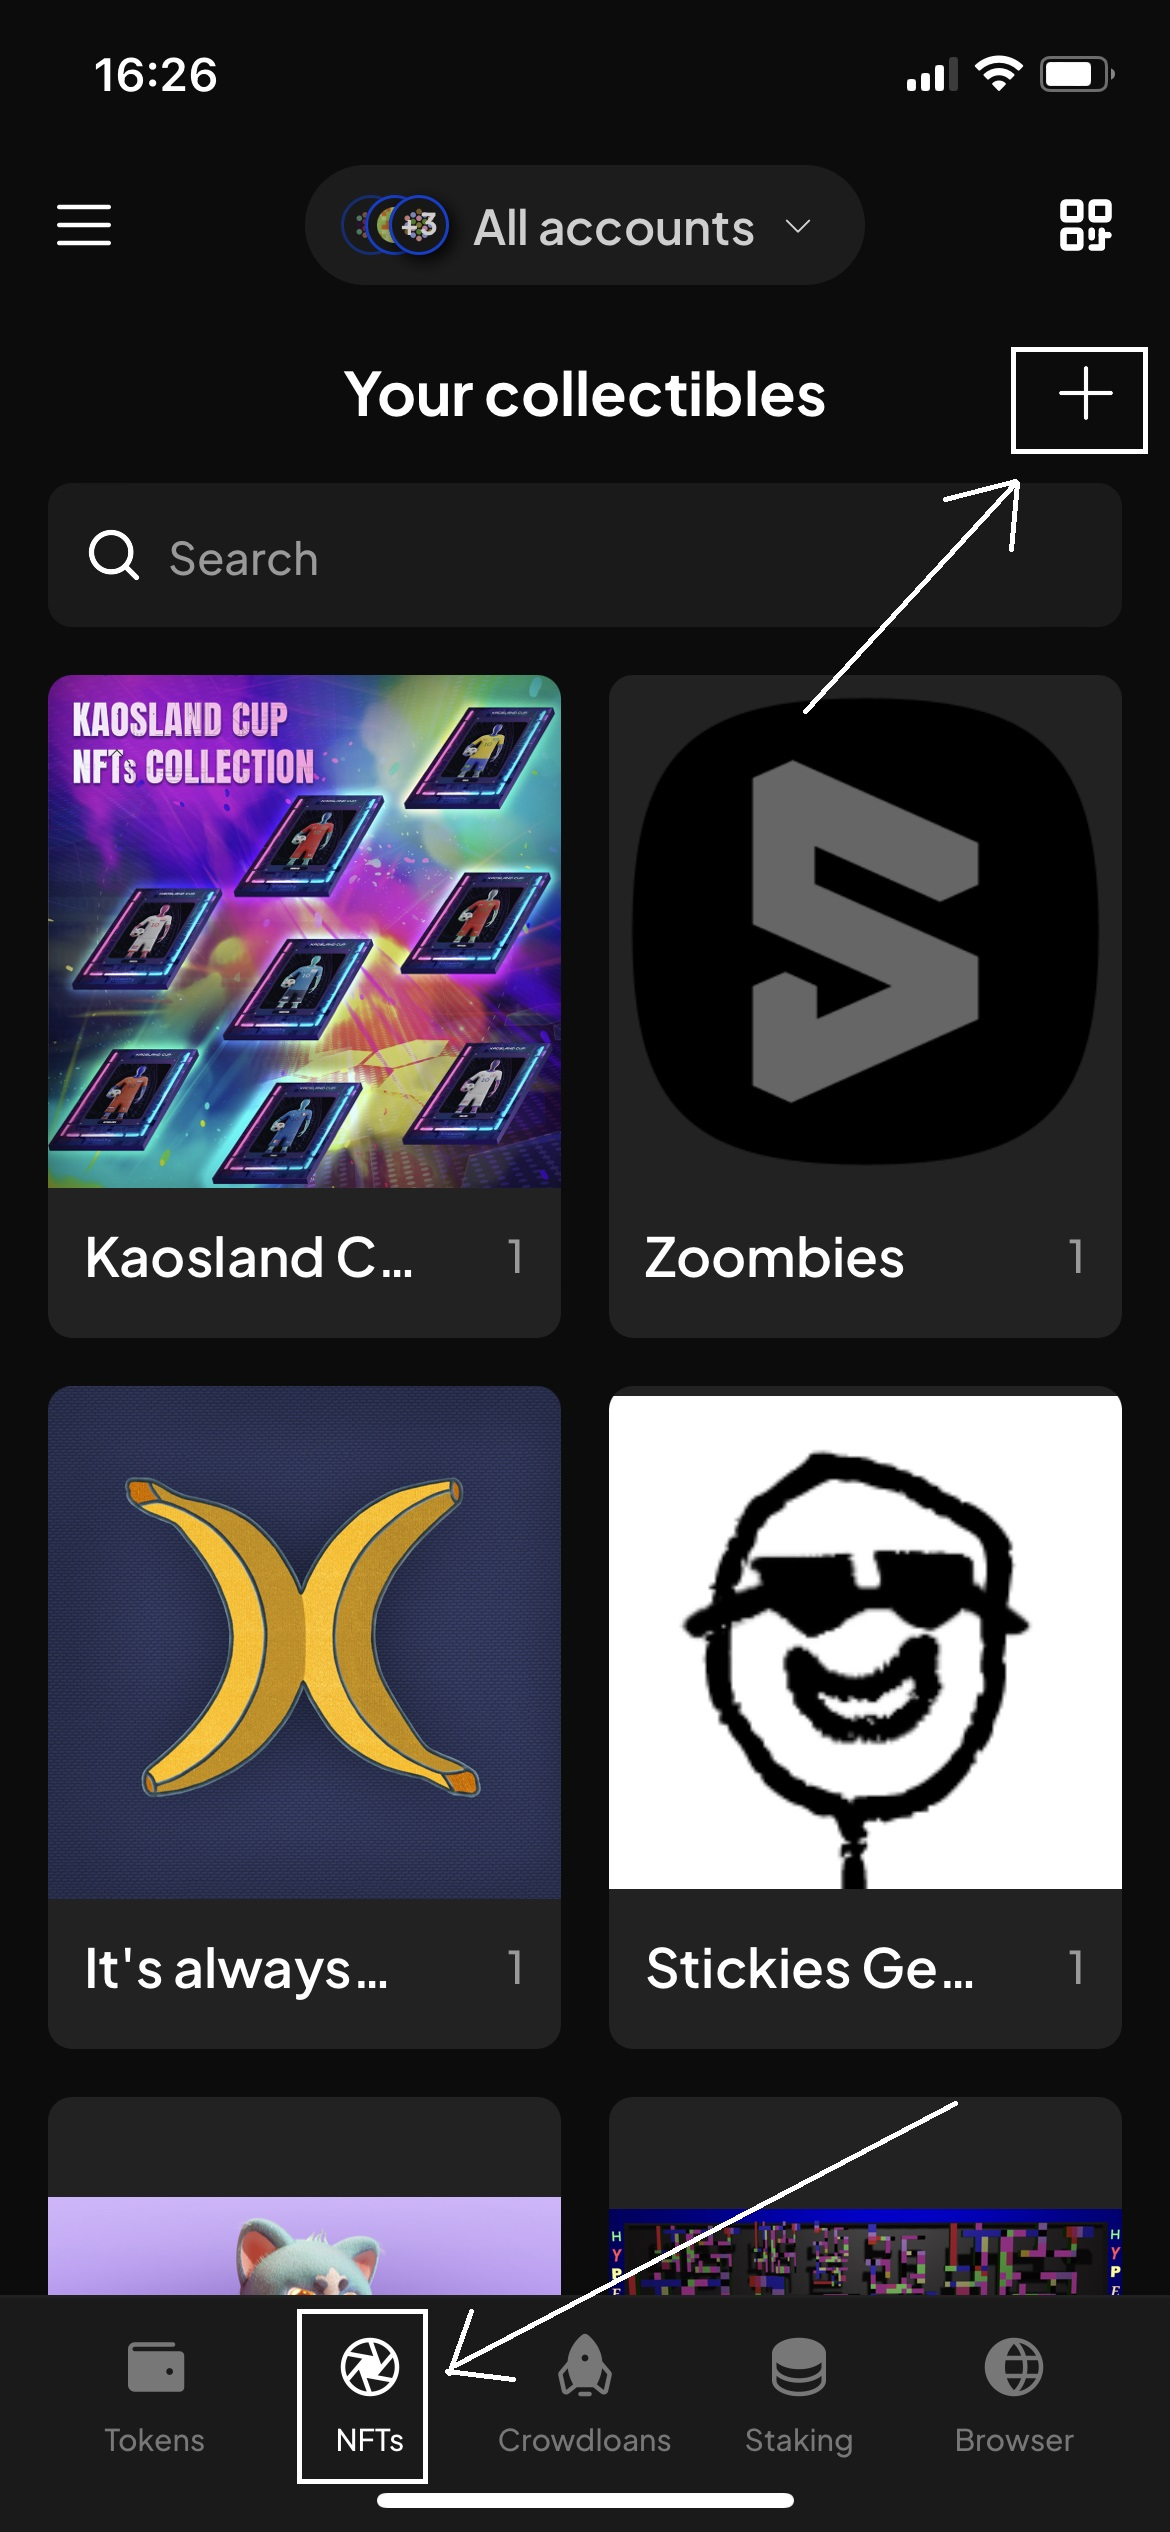 16:26
+3 All accounts
Your collectibles
Search
KAOSLAND CUP
NFTs COLLECTION
Kaosland C... 1
Zoombies 1
It's always... 1
Stickies Ge... 1
H H
Y Y
P P
E E
Tokens
NFTs
Crowdloans
Staking
Browser